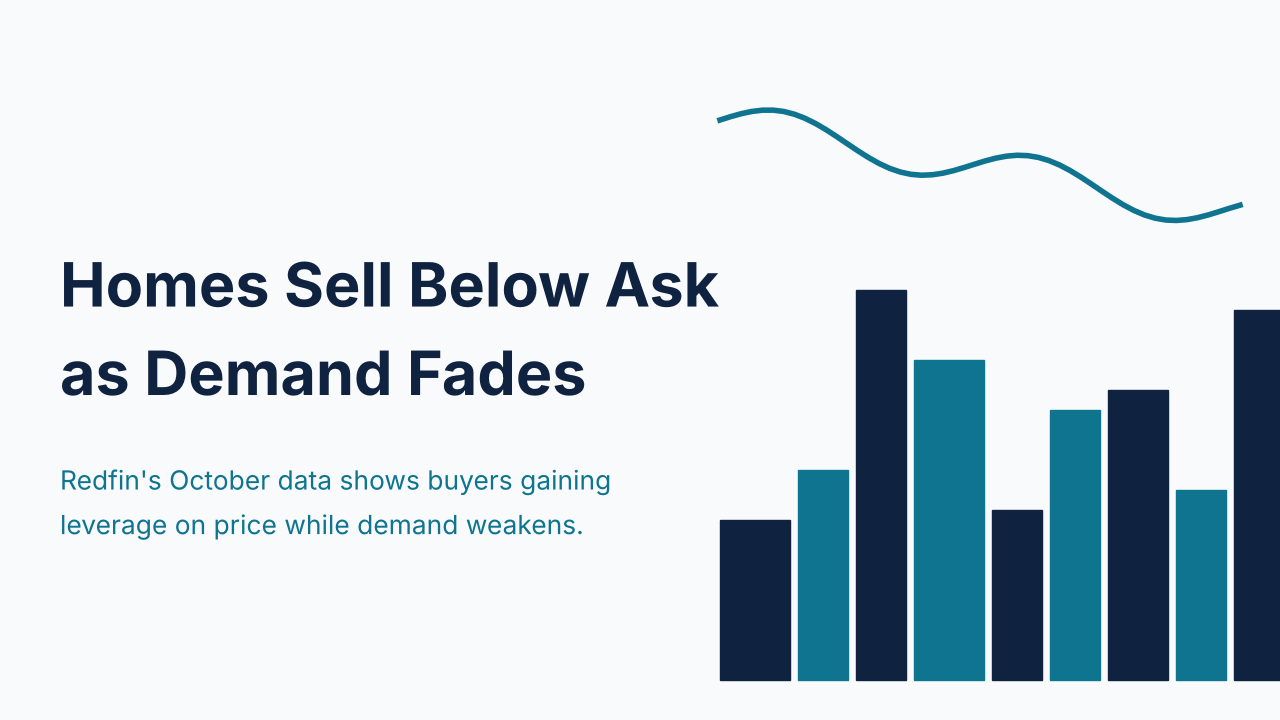 Homes Sell Below Ask
as Demand Fades
Redfin's October data shows buyers gaining
leverage on price while demand weakens.